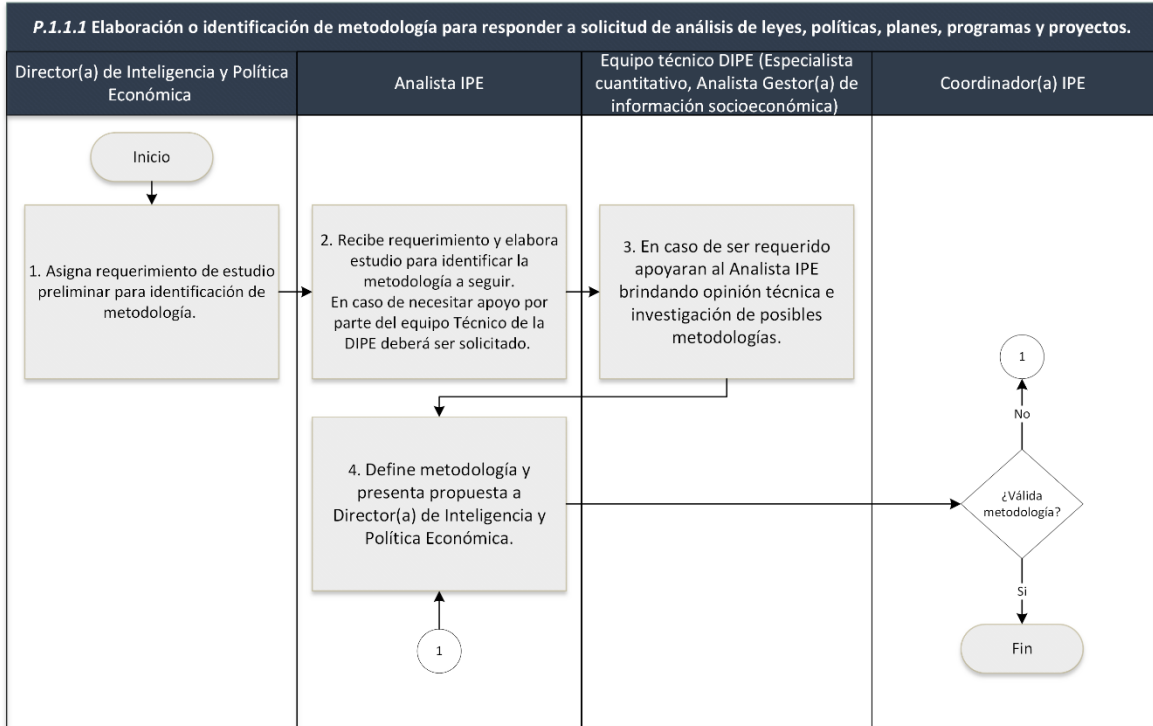 P.1.1.1 Elaboración o identificación de metodología para responder a solicitud de análisis de leyes, políticas, planes, programas y proyectos.
Director(a) de Inteligencia y Política
Económica
Analista IPE
Equipo técnico DIPE (Especialista
cuantitativo, Analista Gestor(a) de
información socioeconómica)
Coordinador(a) IPE
Inicio
1. Asigna requerimiento de estudio
preliminar para identificación de
metodología.
2. Recibe requerimiento y elabora
estudio para identificar la
metodología a seguir.
En caso de necesitar apoyo por
parte del equipo Técnico de la
DIPE deberá ser solicitado.
3. En caso de ser requerido
apoyaran al Analista IPE
brindando opinión técnica e
investigación de posibles
metodologías.
4. Define metodología y
presenta propuesta a
Director(a) de Inteligencia y
Política Económica.
1
1
No
¿Válida
metodología?
Si
Fin